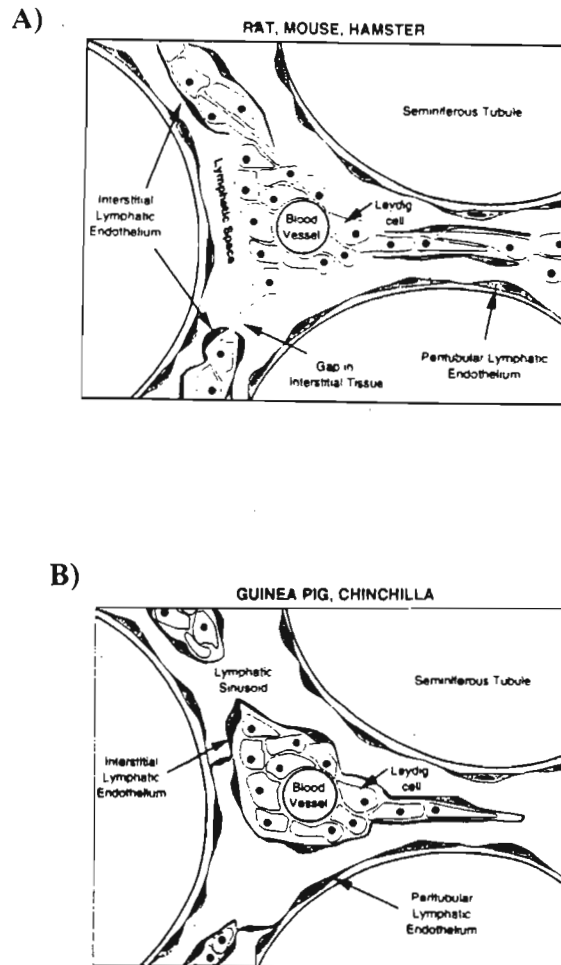 A)
RAT, MOUSE, HAMSTER
Seminiferous Tubule
Interstitial
Lymphatic
Endothelium
Lymphatic Space
Blood
Vessel
Leydig
cell
Gap in
Interstitial Tissue
Peritubular Lymphatic
Endothelium
B)
GUINEA PIG, CHINCHILLA
Lymphatic
Sinusoid
Seminiferous Tubule
Interstitial
Lymphatic
Endothelium
Blood
Vessel
Leydig
cell
Peritubular
Lymphatic
Endothelium